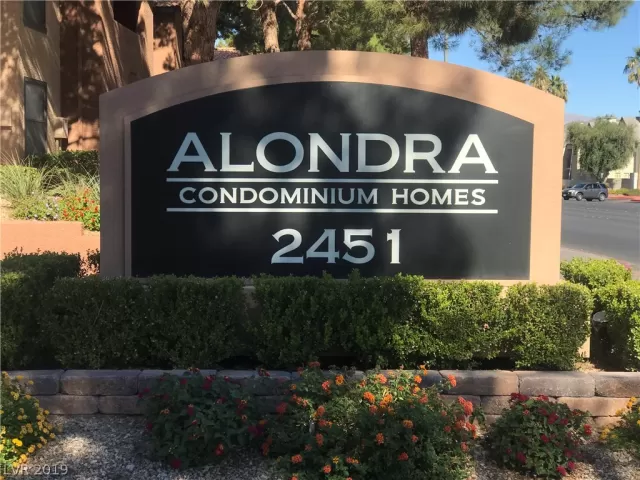 ALONDRA
CONDOMINIUM HOMES
2451
LVR 2019